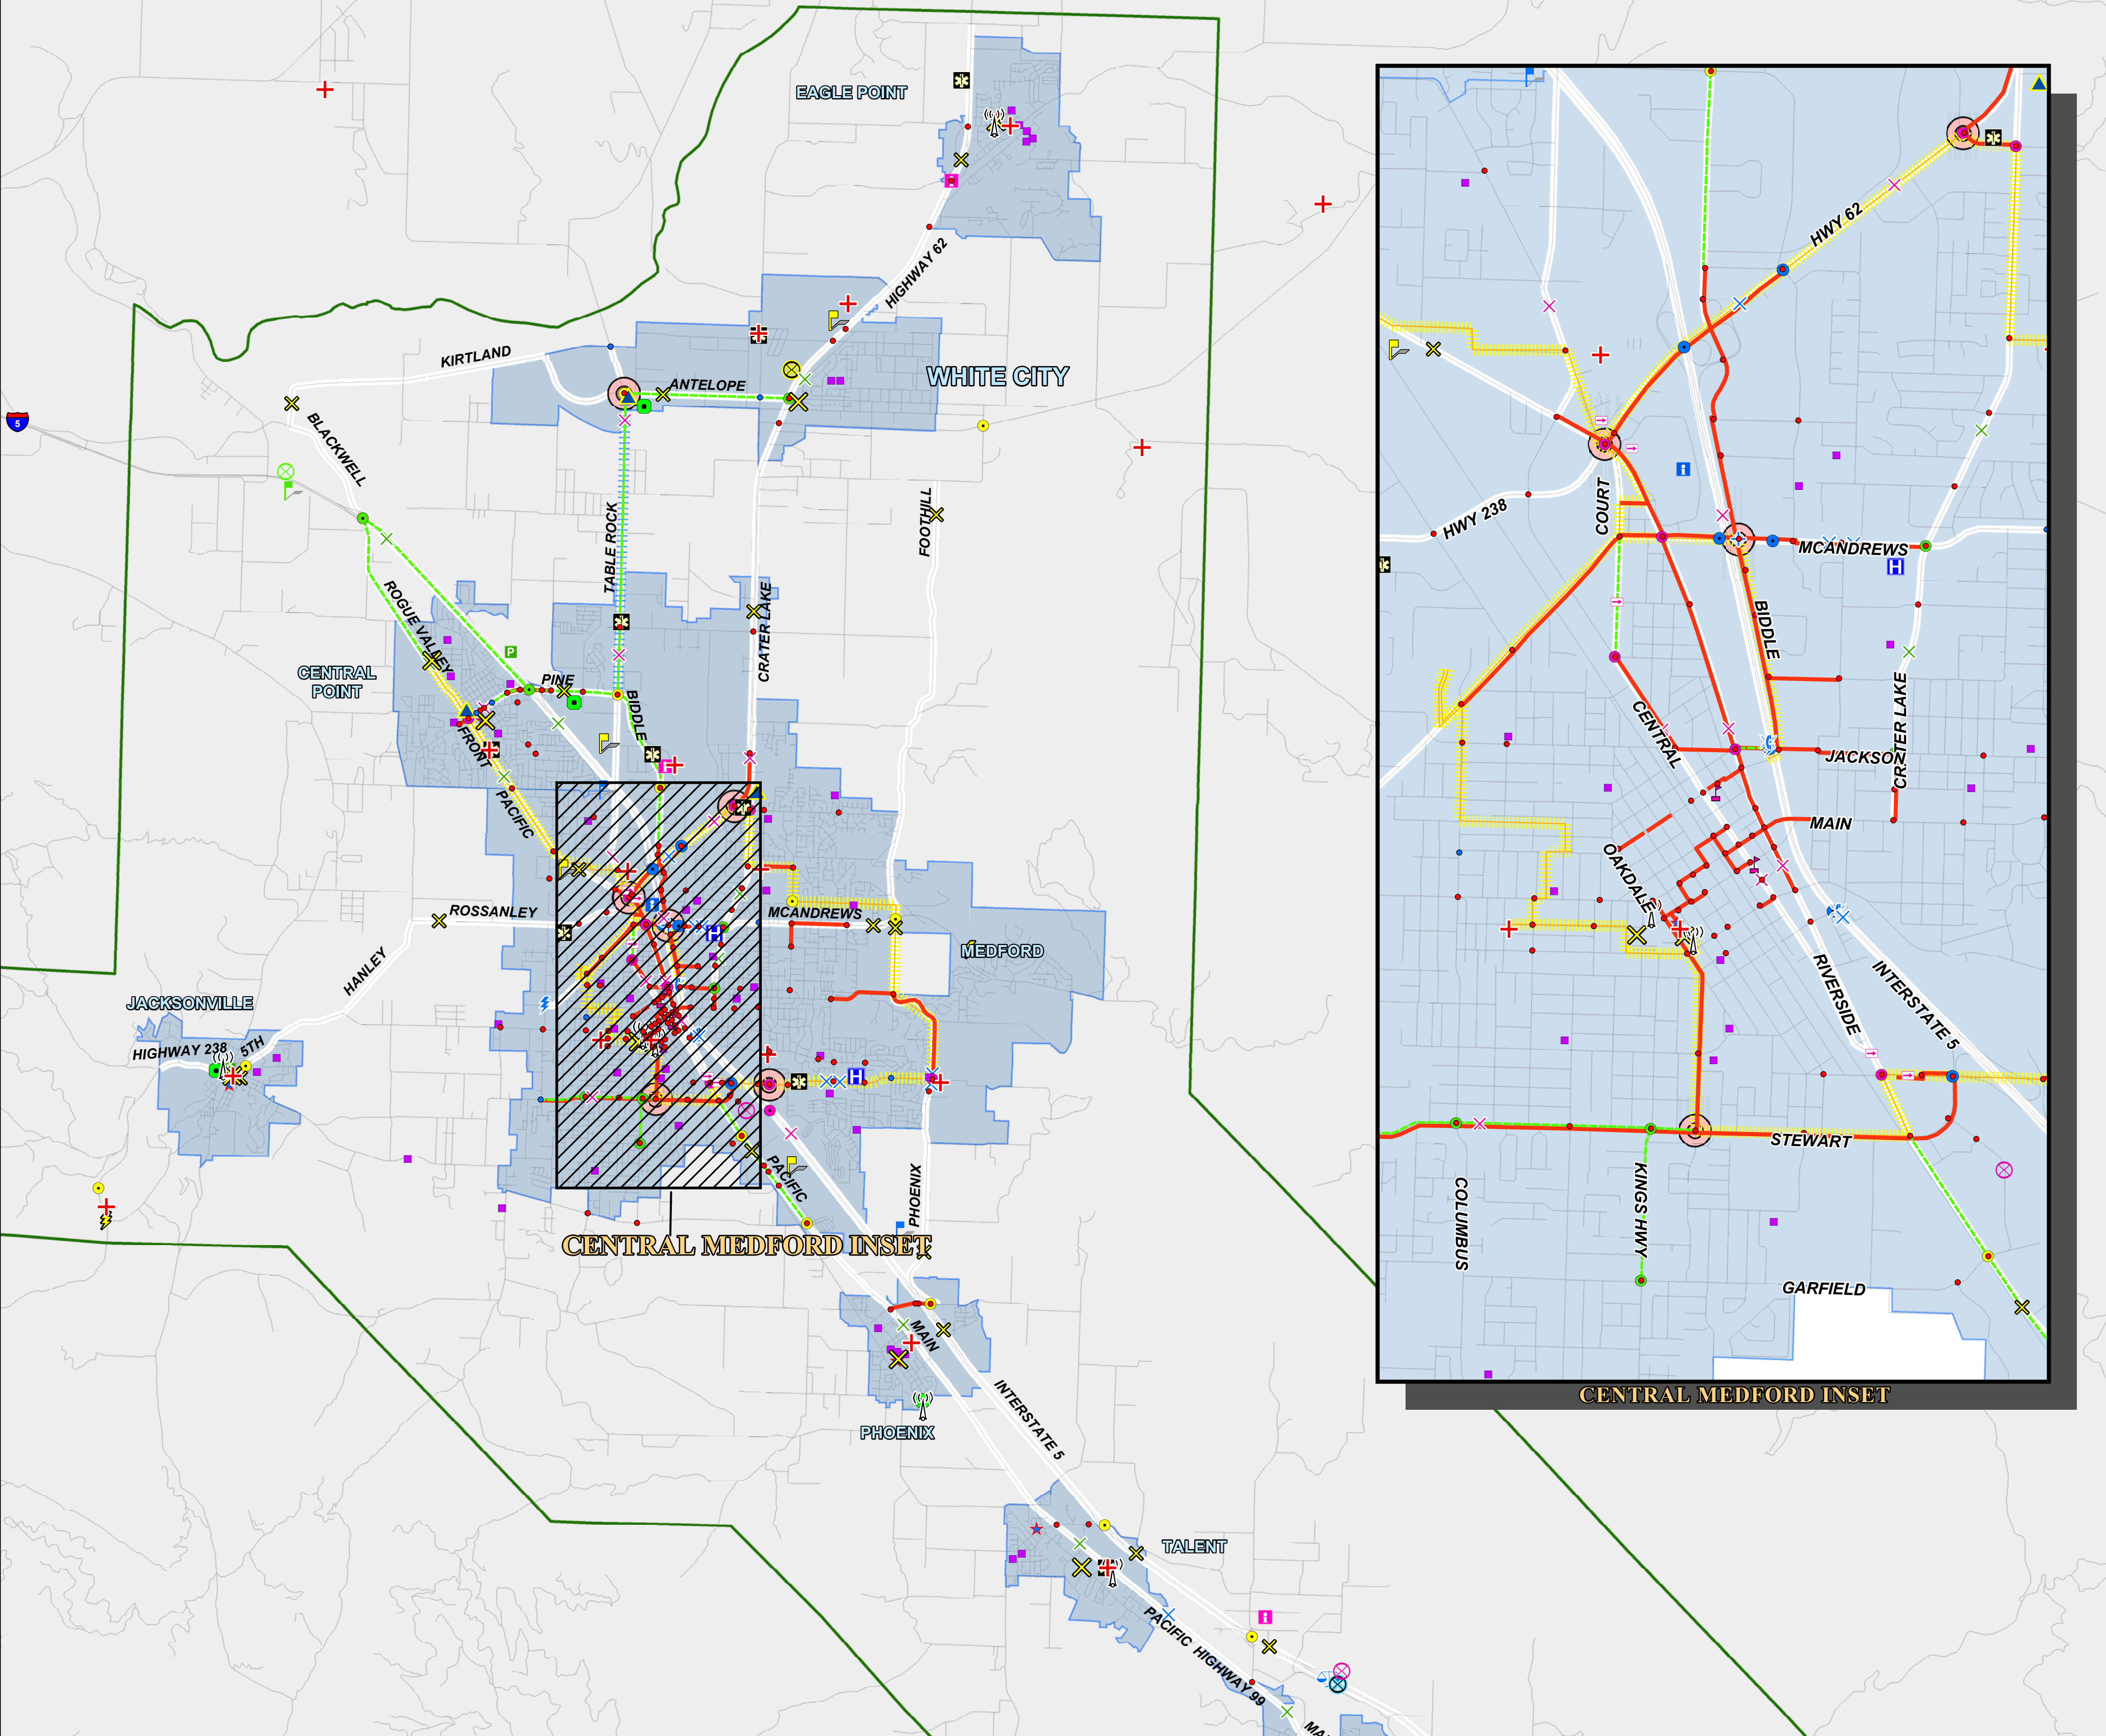 EAGLE POINT
HIGHWAY 62
KIRTLAND
ANTELOPE
WHITE CITY
5
BLACKWELL
TABLE ROCK
FOOTHILL
ROGUE VALLEY
CRATER LAKE
P
CENTRAL
POINT
PINE
BIDDLE
FRONT
PACIFIC
ROSSANLEY
MCANDREWS
H
MEDFORD
HANLEY
JACKSONVILLE
HIGHWAY 238
5TH
H
PACIFIC
PHOENIX
CENTRAL MEDFORD INSET
MAIN
INTERSTATE 5
PHOENIX
TALENT
PACIFIC HIGHWAY 99
HWY 62
COURT
HWY 238
MCANDREWS
H
BIDDLE
CENTRAL
JACKSON
CRATER LAKE
MAIN
OAKDALE
RIVERSIDE
INTERSTATE 5
STEWART
COLUMBUS
KINGS HWY
GARFIELD
CENTRAL MEDFORD INSET